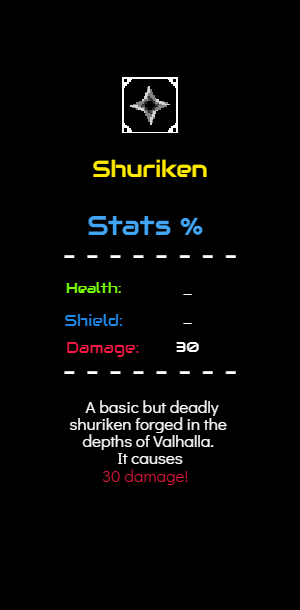 Shuriken
Stats %
- - - - - - - -
Health: _
Shield: _
Damage: 30
- - - - - - - -
A basic but deadly
shuriken forged in the
depths of Valhalla.
It causes
30 damage!